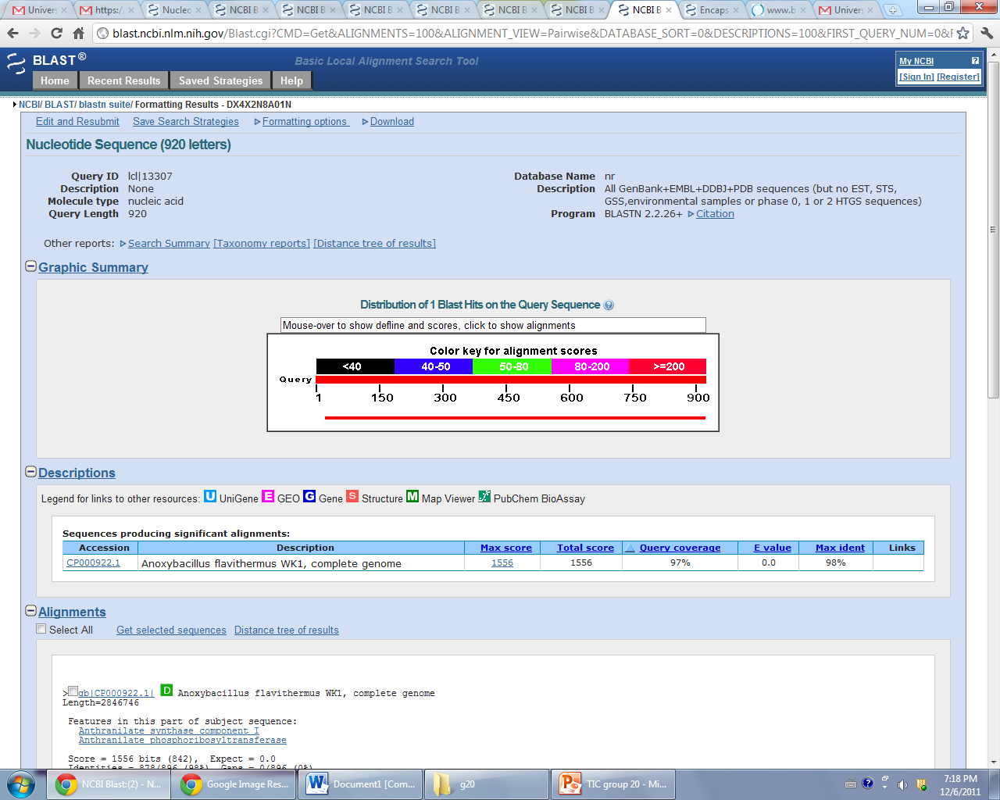 Univers
https:/
Nucleo
NCBI B
NCBI B
NCBI B
NCBI B
NCBI B
NCBI B
NCBI B
Encaps
www.b
Univers
blast.ncbi.nlm.nih.gov/Blast.cgi?CMD=Get&ALIGNMENTS=100&ALIGNMENT_VIEW=Pairwise&DATABASE_SORT=0&DESCRIPTIONS=100&FIRST_QUERY_NUM=0&F
BLAST®
Basic Local Alignment Search Tool
My NCBI ?
[Sign In] [Register]
Home Recent Results Saved Strategies Help
NCBI/ BLAST/ blastn suite/ Formatting Results - DX4X2N8A01N
Edit and Resubmit Save Search Strategies Formatting options Download
Nucleotide Sequence (920 letters)
Query ID lcl|13307
Description None
Molecule type nucleic acid
Query Length 920
Database Name nr
Description All GenBank+EMBL+DDBJ+PDB sequences (but no EST, STS,
GSS,environmental samples or phase 0, 1 or 2 HTGS sequences)
Program BLASTN 2.2.26+ Citation
Other reports: Search Summary [Taxonomy reports] [Distance tree of results]
Graphic Summary
Distribution of 1 Blast Hits on the Query Sequence ?
Mouse-over to show defline and scores, click to show alignments
Color key for alignment scores
<40 40-50 50-80 80-200 >=200
Query
1 150 300 450 600 750 900
Descriptions
Legend for links to other resources: U UniGene E GEO G Gene S Structure M Map Viewer PubChem BioAssay
Sequences producing significant alignments:
Accession Description Max score Total score Query coverage E value Max ident Links
CP000922.1 Anoxybacillus flavithermus WK1, complete genome 1556 1556 97% 0.0 98%
Alignments
Select All Get selected sequences Distance tree of results
>gb|CP000922.1| D Anoxybacillus flavithermus WK1, complete genome
Length=2846746
Features in this part of subject sequence:
Anthranilate synthase component I
Anthranilate phosphoribosyltransferase
Score = 1556 bits (842), Expect = 0.0
Identities = 878/896 (98%), Gaps = 0/896 (0%)
NCBI Blast:(2) - N...
Google Image Res...
Document1 [Com...
g20
TIC group 20 - Mi...
7:18 PM
12/6/2011